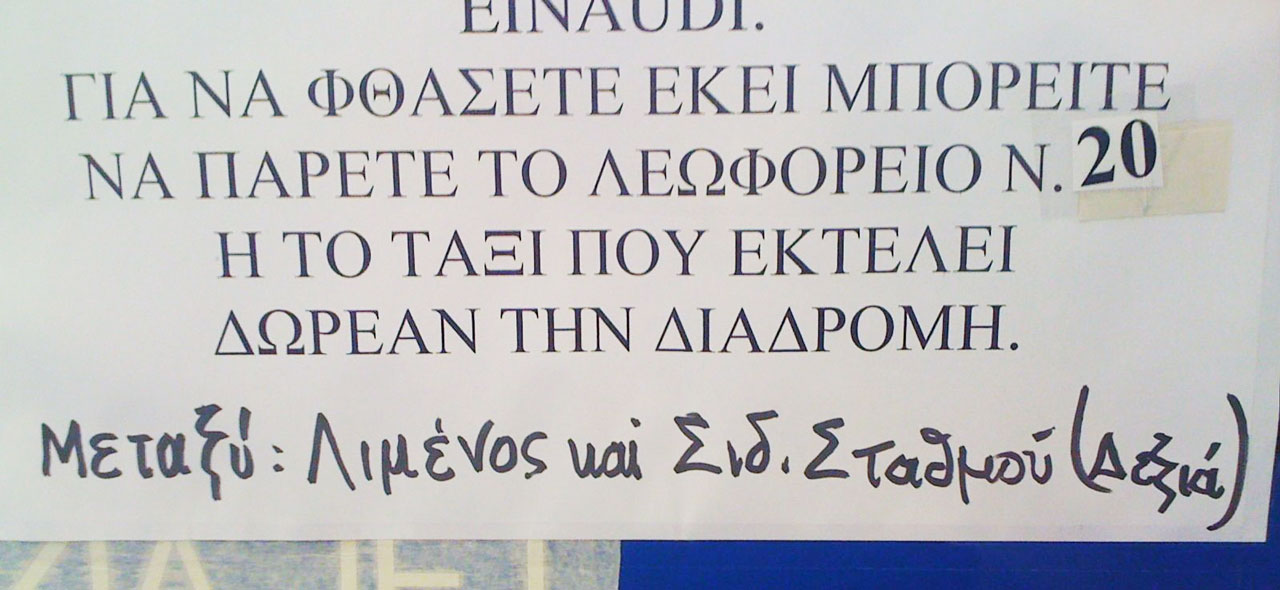 EINAUDI.
ΓΙΑ ΝΑ ΦΘΑΣΕΤΕ ΕΚΕΙ ΜΠΟΡΕΙΤΕ
ΝΑ ΠΑΡΕΤΕ ΤΟ ΛΕΩΦΟΡΕΙΟ Ν. 20
Η ΤΟ ΤΑΞΙ ΠΟΥ ΕΚΤΕΛΕΙ
ΔΩΡΕΑΝ ΤΗΝ ΔΙΑΔΡΟΜΗ.
Μεταξύ: Λιμένος και Σιδ. Σταθμού (Δεξιά)